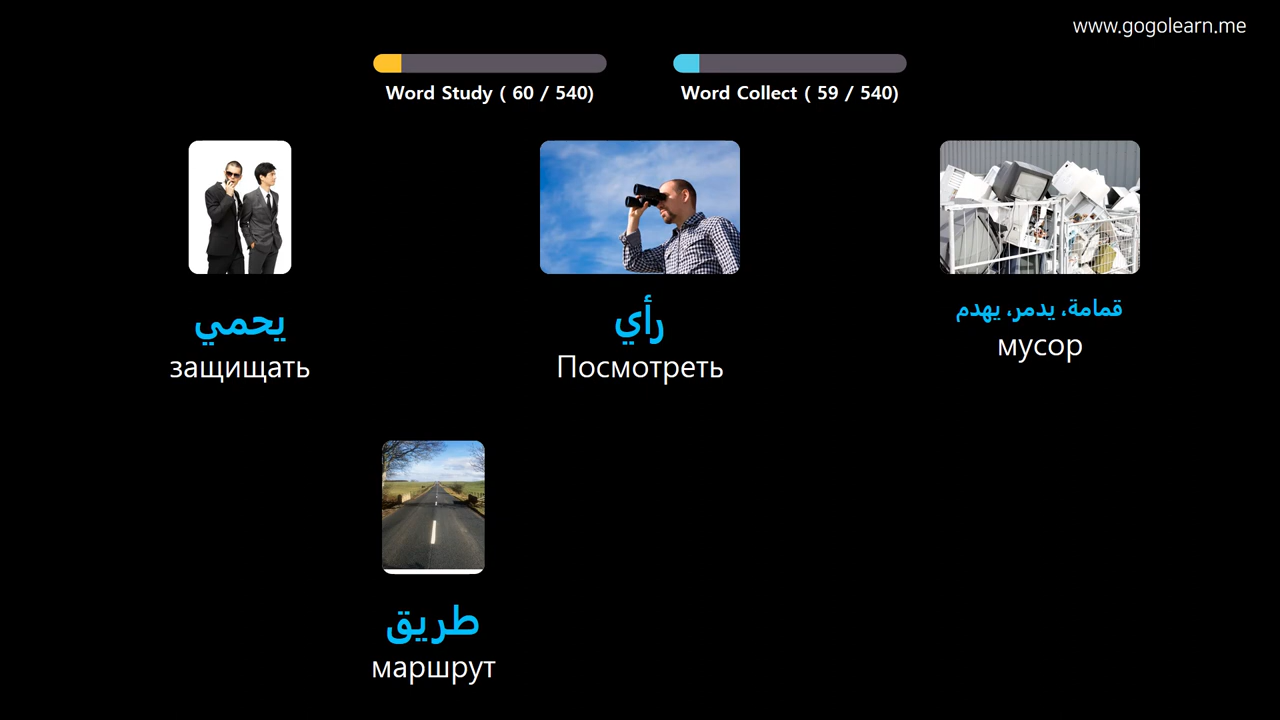 www.gogolearn.me
Word Study ( 60 / 540)
Word Collect ( 59 / 540)
يحمي
защищать
رأي
Посмотреть
قمامة، يدمر، يهدم
мусор
طريق
маршрут